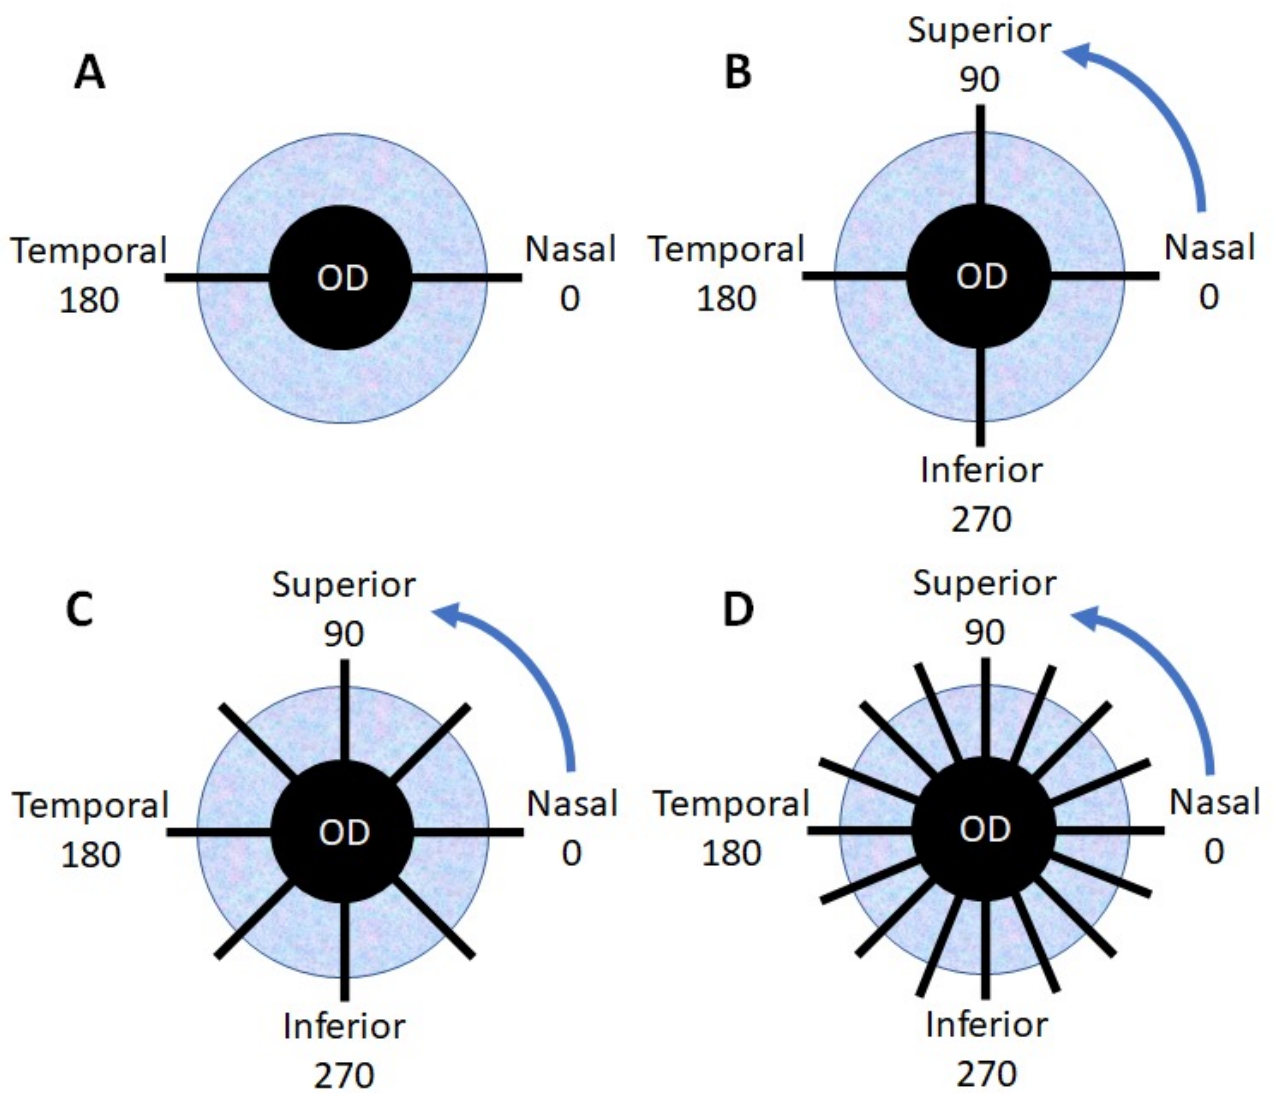 A
Temporal
180
OD
Nasal
0
B
Superior
90
Temporal
180
OD
Nasal
0
Inferior
270
C
Superior
90
Temporal
180
OD
Nasal
0
Inferior
270
D
Superior
90
Temporal
180
OD
Nasal
0
Inferior
270